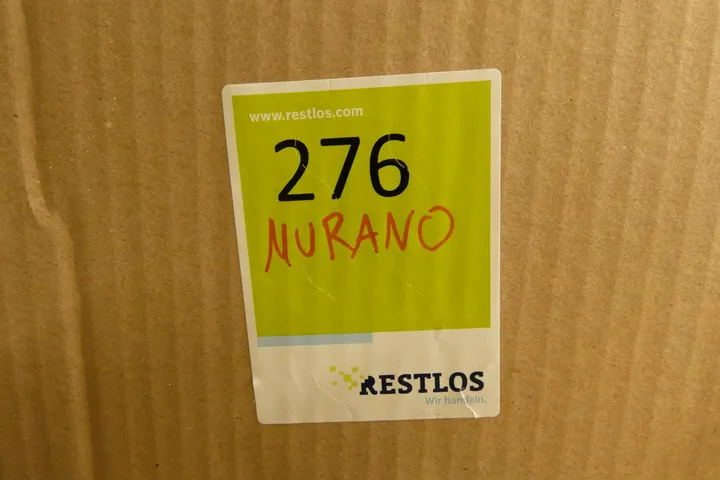 www.restlos.com
276
MURANO
RESTLOS
Wir handeln.